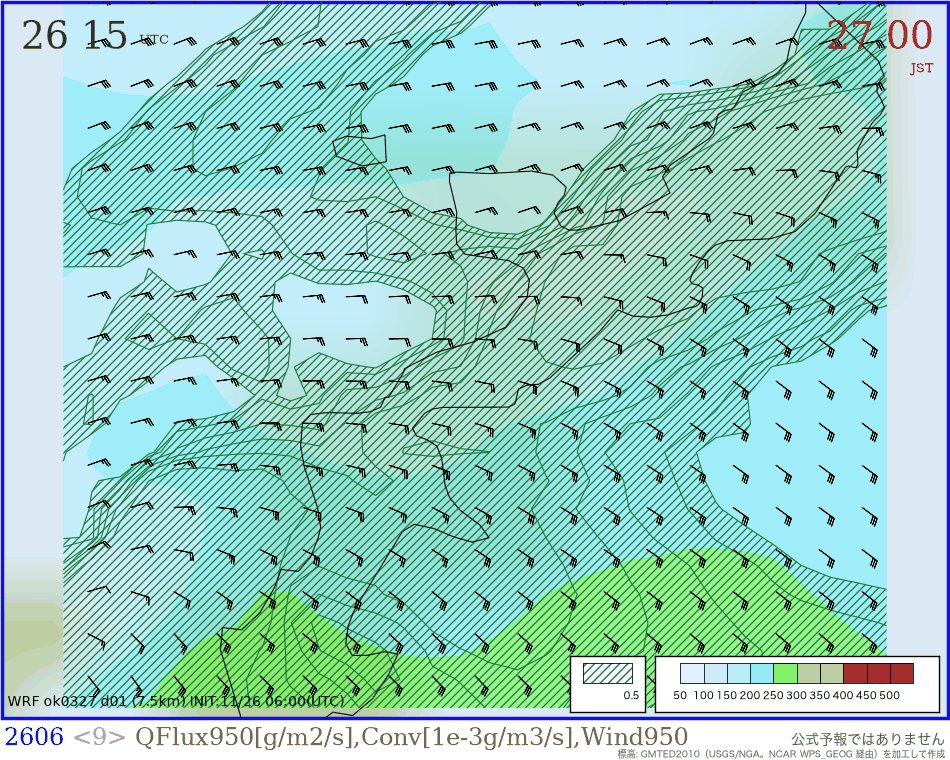 26 15 UTC
27 00
JST
0.5
50 100 150 200 250 300 350 400 450 500
WRF ok0327 d01 (7.5km) INIT:11/26 06:00(UTC)
2606 <9> QFlux950[g/m2/s],Conv[1e-3g/m3/s],Wind950
公式予報ではありません
標高: GMTED2010（USGS/NGA。NCAR WPS_GEOG 経由）を加工して作成